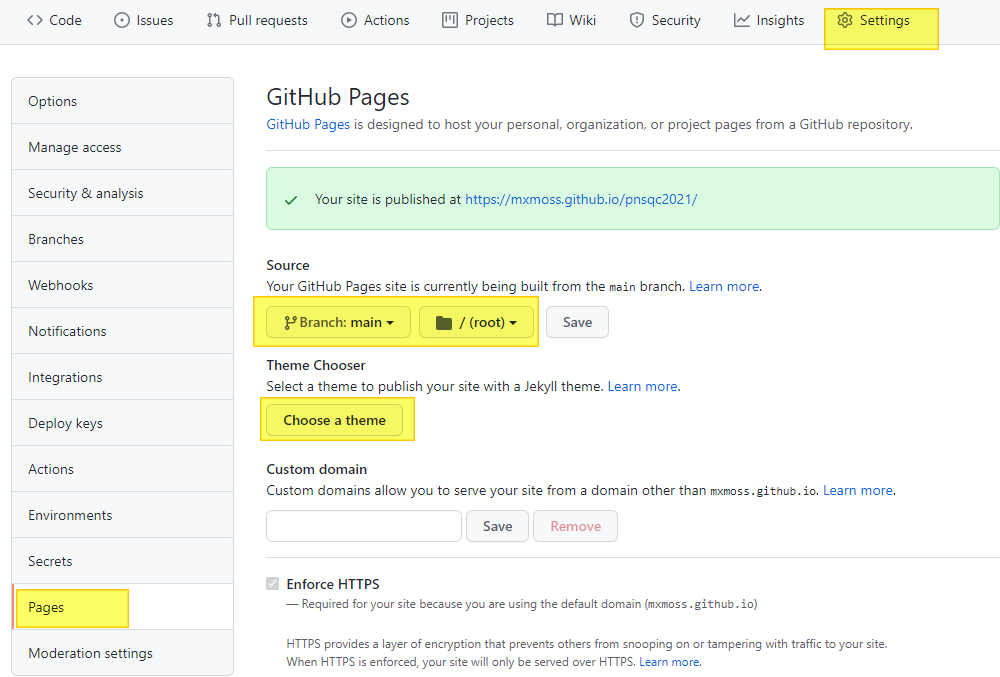 Code Issues Pull requests Actions Projects Wiki Security Insights Settings
Options
Manage access
Security & analysis
Branches
Webhooks
Notifications
Integrations
Deploy keys
Actions
Environments
Secrets
Pages
Moderation settings
GitHub Pages
GitHub Pages is designed to host your personal, organization, or project pages from a GitHub repository.
Your site is published at https://mxmoss.github.io/pnsqc2021/
Source
Your GitHub Pages site is currently being built from the main branch. Learn more.
Branch: main / (root) Save
Theme Chooser
Select a theme to publish your site with a Jekyll theme. Learn more.
Choose a theme
Custom domain
Custom domains allow you to serve your site from a domain other than mxmoss.github.io. Learn more.
Save Remove
Enforce HTTPS
— Required for your site because you are using the default domain (mxmoss.github.io)
HTTPS provides a layer of encryption that prevents others from snooping on or tampering with traffic to your site.
When HTTPS is enforced, your site will only be served over HTTPS. Learn more.